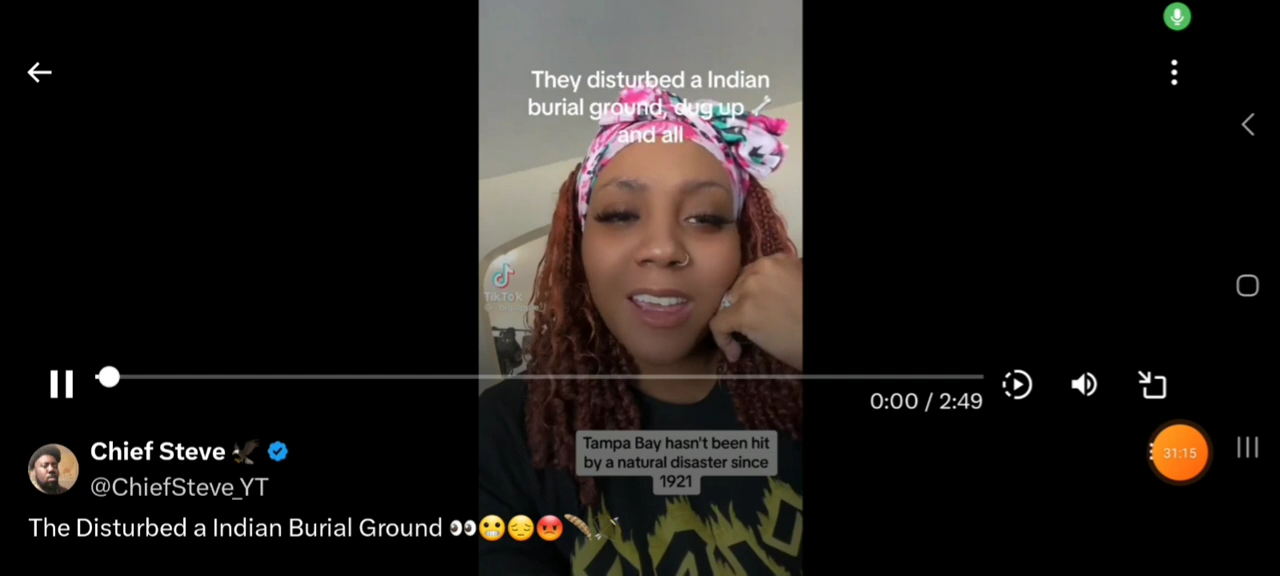 They disturbed a Indian
burial ground, dug up 🦴
and all
TikTok
Tampa Bay hasn't been hit
by a natural disaster since
1921
0:00 / 2:49
Chief Steve
@ChiefSteve_YT
31:15
The Disturbed a Indian Burial Ground 👀😬😔😡🪶🏹